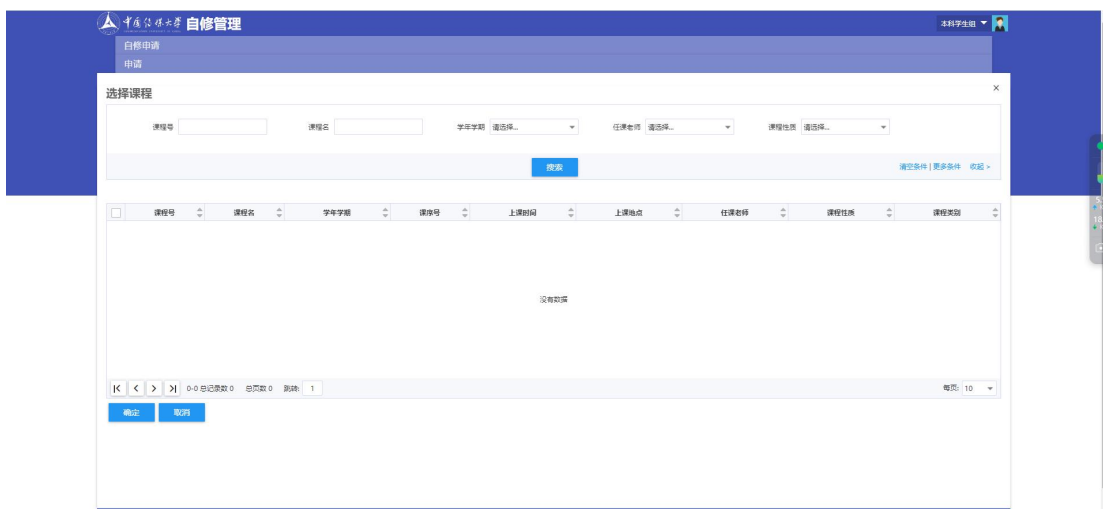 中国传媒大学 自修管理 本科学生组
自修申请
申请
选择课程 ×
课程号 课程名 学年学期 请选择... 任课老师 请选择... 课程性质 请选择...
搜索 清空条件 | 更多条件 收起
课程号 课程名 学年学期 课序号 上课时间 上课地点 任课老师 课程性质 课程类别
没有数据
0-0 总记录数 0 总页数 0 跳转: 1 每页: 10
确定 取消